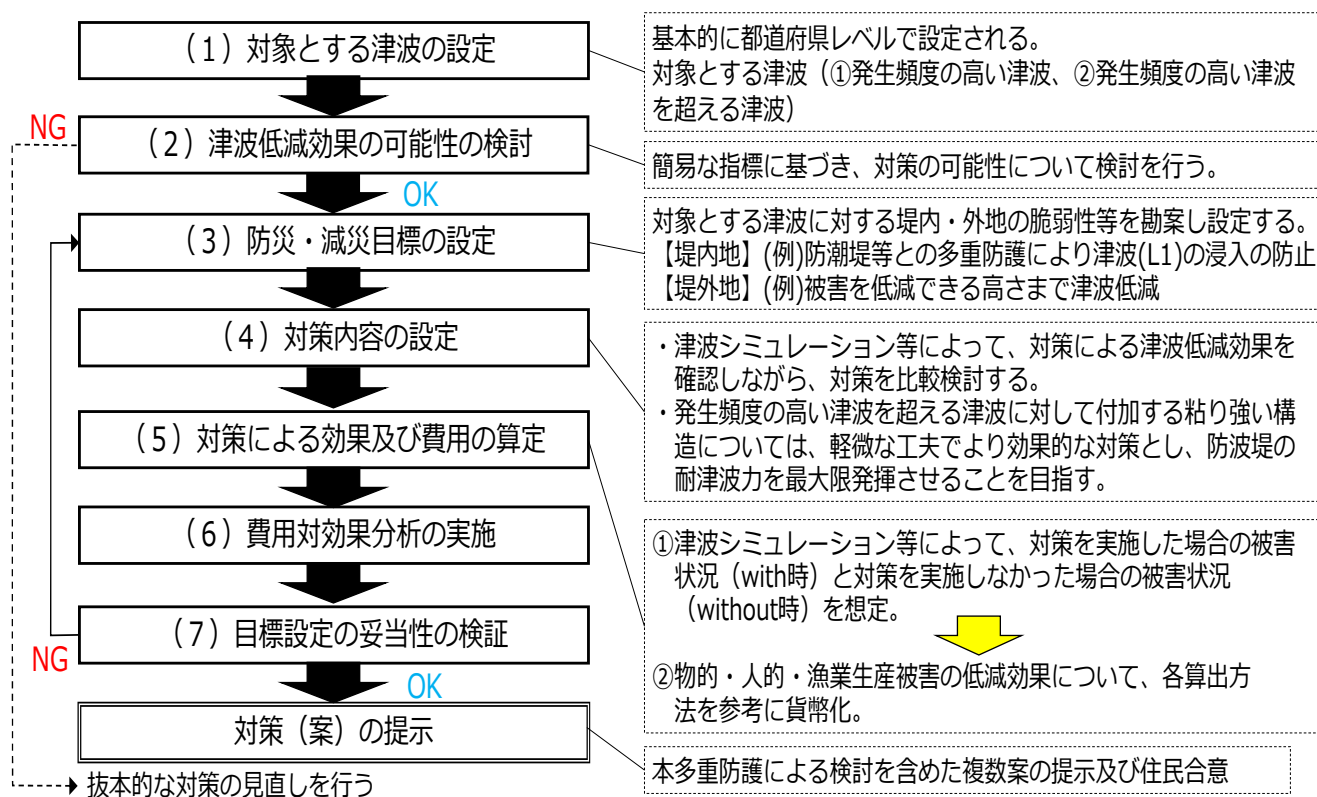 （１）対象とする津波の設定
基本的に都道府県レベルで設定される。
対象とする津波（①発生頻度の高い津波、②発生頻度の高い津波
を超える津波）
NG
（２）津波低減効果の可能性の検討
簡易な指標に基づき、対策の可能性について検討を行う。
OK
（３）防災・減災目標の設定
対象とする津波に対する堤内・外地の脆弱性等を勘案し設定する。
【堤内地】(例)防潮堤等との多重防護により津波(L1)の浸入の防止
【堤外地】(例)被害を低減できる高さまで津波低減
（４）対策内容の設定
・津波シミュレーション等によって、対策による津波低減効果を
確認しながら、対策を比較検討する。
・発生頻度の高い津波を超える津波に対して付加する粘り強い構
造については、軽微な工夫でより効果的な対策とし、防波堤の
耐津波力を最大限発揮させることを目指す。
（５）対策による効果及び費用の算定
（６）費用対効果分析の実施
①津波シミュレーション等によって、対策を実施した場合の被害
状況（with時）と対策を実施しなかった場合の被害状況
（without時）を想定。
②物的・人的・漁業生産被害の低減効果について、各算出方
法を参考に貨幣化。
（７）目標設定の妥当性の検証
NG
OK
対策（案）の提示
本多重防護による検討を含めた複数案の提示及び住民合意
抜本的な対策の見直しを行う